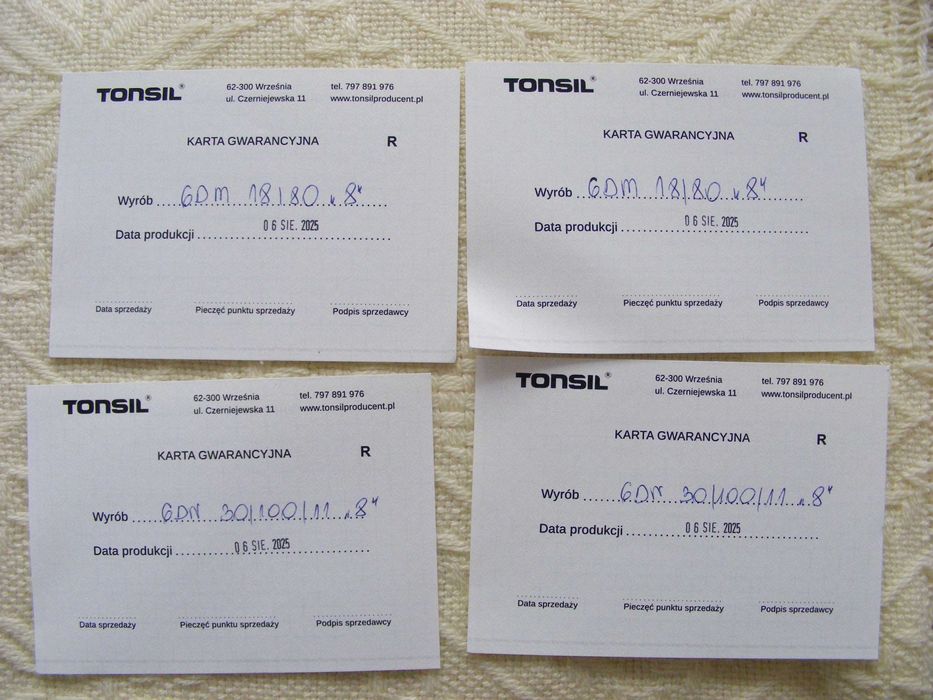 TONSIL® 62-300 Września tel. 797 891 976
ul. Czerniejewska 11 www.tonsilproducent.pl
KARTA GWARANCYJNA R
Wyrób GDM 18/80 "8"
Data produkcji 06 SIE. 2025
Data sprzedaży Pieczęć punktu sprzedaży Podpis sprzedawcy
TONSIL® 62-300 Września tel. 797 891 976
ul. Czerniejewska 11 www.tonsilproducent.pl
KARTA GWARANCYJNA R
Wyrób GDM 18/80 "8"
Data produkcji 06 SIE. 2025
Data sprzedaży Pieczęć punktu sprzedaży Podpis sprzedawcy
TONSIL® 62-300 Września tel. 797 891 976
ul. Czerniejewska 11 www.tonsilproducent.pl
KARTA GWARANCYJNA R
Wyrób GDN 30/100/11 "8"
Data produkcji 06 SIE. 2025
Data sprzedaży Pieczęć punktu sprzedaży Podpis sprzedawcy
TONSIL® 62-300 Września tel. 797 891 976
ul. Czerniejewska 11 www.tonsilproducent.pl
KARTA GWARANCYJNA R
Wyrób GDN 30/100/11 "8"
Data produkcji 06 SIE. 2025
Data sprzedaży Pieczęć punktu sprzedaży Podpis sprzedawcy